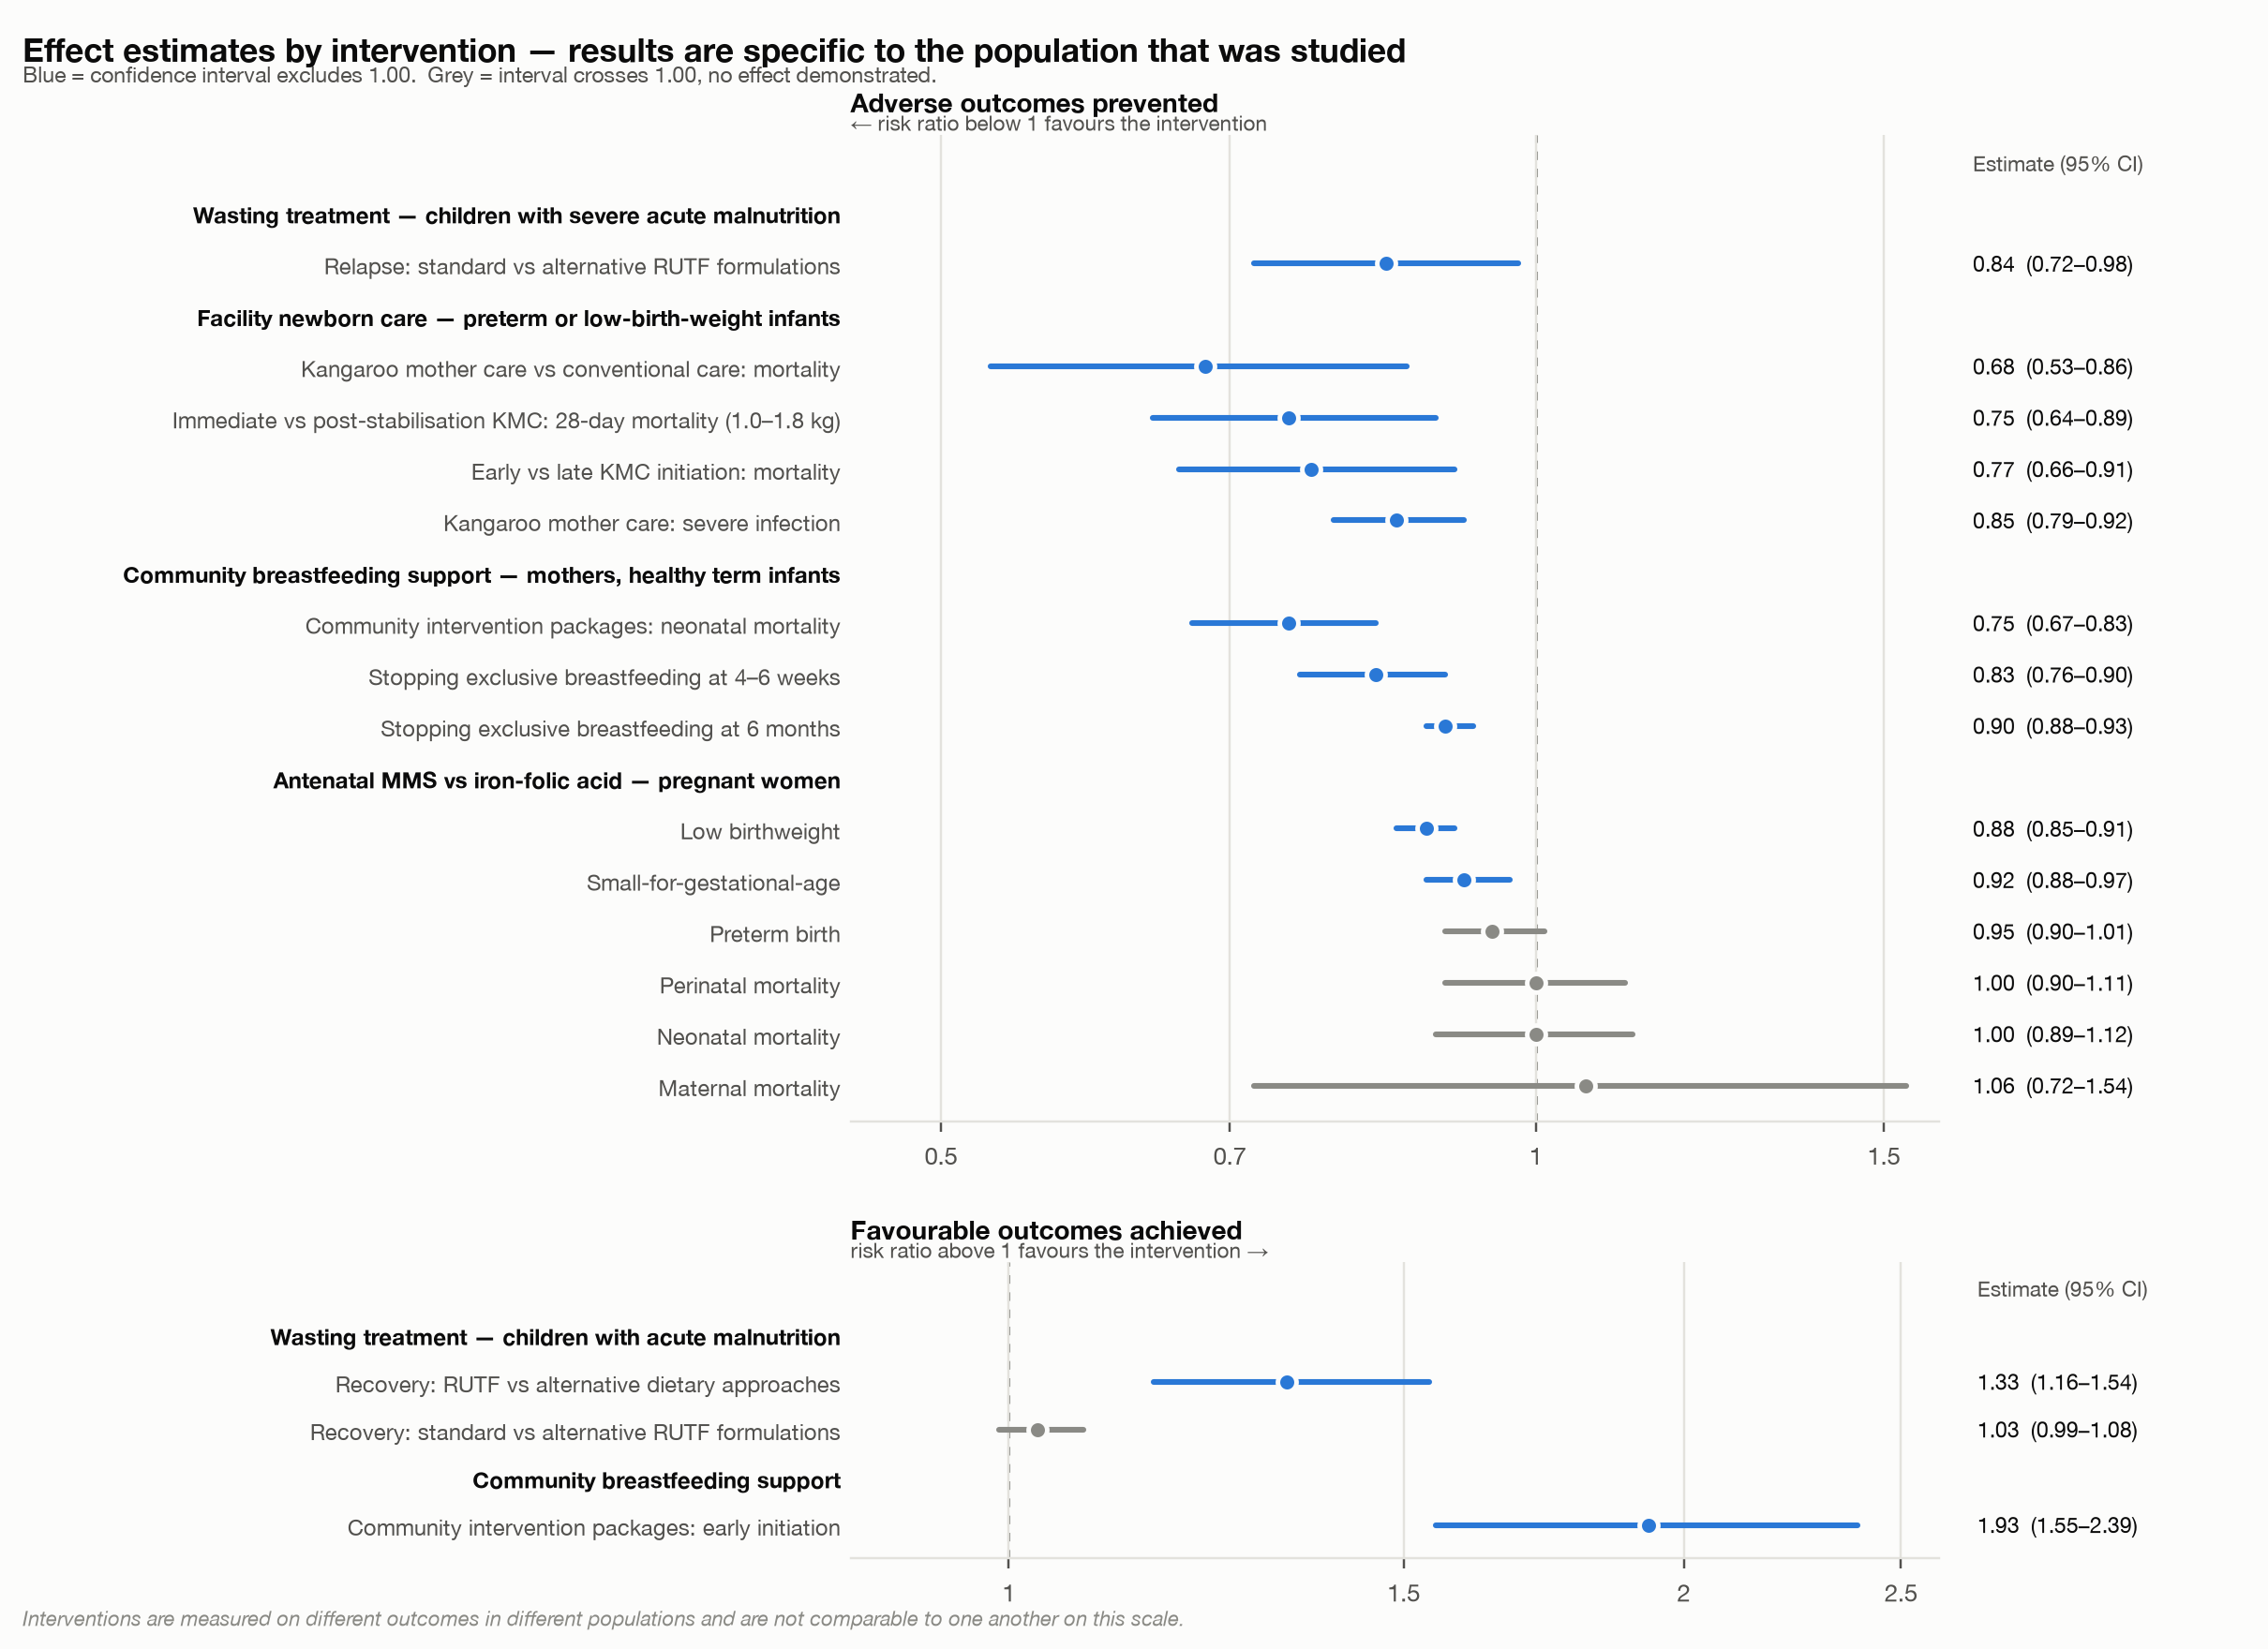 Effect estimates by intervention — results are specific to the population that was studied
Blue = confidence interval excludes 1.00. Grey = interval crosses 1.00, no effect demonstrated.
Adverse outcomes prevented
← risk ratio below 1 favours the intervention
Estimate (95% CI)
Wasting treatment — children with severe acute malnutrition
Relapse: standard vs alternative RUTF formulations 0.84 (0.72–0.98)
Facility newborn care — preterm or low-birth-weight infants
Kangaroo mother care vs conventional care: mortality 0.68 (0.53–0.86)
Immediate vs post-stabilisation KMC: 28-day mortality (1.0–1.8 kg) 0.75 (0.64–0.89)
Early vs late KMC initiation: mortality 0.77 (0.66–0.91)
Kangaroo mother care: severe infection 0.85 (0.79–0.92)
Community breastfeeding support — mothers, healthy term infants
Community intervention packages: neonatal mortality 0.75 (0.67–0.83)
Stopping exclusive breastfeeding at 4–6 weeks 0.83 (0.76–0.90)
Stopping exclusive breastfeeding at 6 months 0.90 (0.88–0.93)
Antenatal MMS vs iron-folic acid — pregnant women
Low birthweight 0.88 (0.85–0.91)
Small-for-gestational-age 0.92 (0.88–0.97)
Preterm birth 0.95 (0.90–1.01)
Perinatal mortality 1.00 (0.90–1.11)
Neonatal mortality 1.00 (0.89–1.12)
Maternal mortality 1.06 (0.72–1.54)
0.5 0.7 1 1.5
Favourable outcomes achieved
risk ratio above 1 favours the intervention →
Estimate (95% CI)
Wasting treatment — children with acute malnutrition
Recovery: RUTF vs alternative dietary approaches 1.33 (1.16–1.54)
Recovery: standard vs alternative RUTF formulations 1.03 (0.99–1.08)
Community breastfeeding support
Community intervention packages: early initiation 1.93 (1.55–2.39)
1 1.5 2 2.5
Interventions are measured on different outcomes in different populations and are not comparable to one another on this scale.